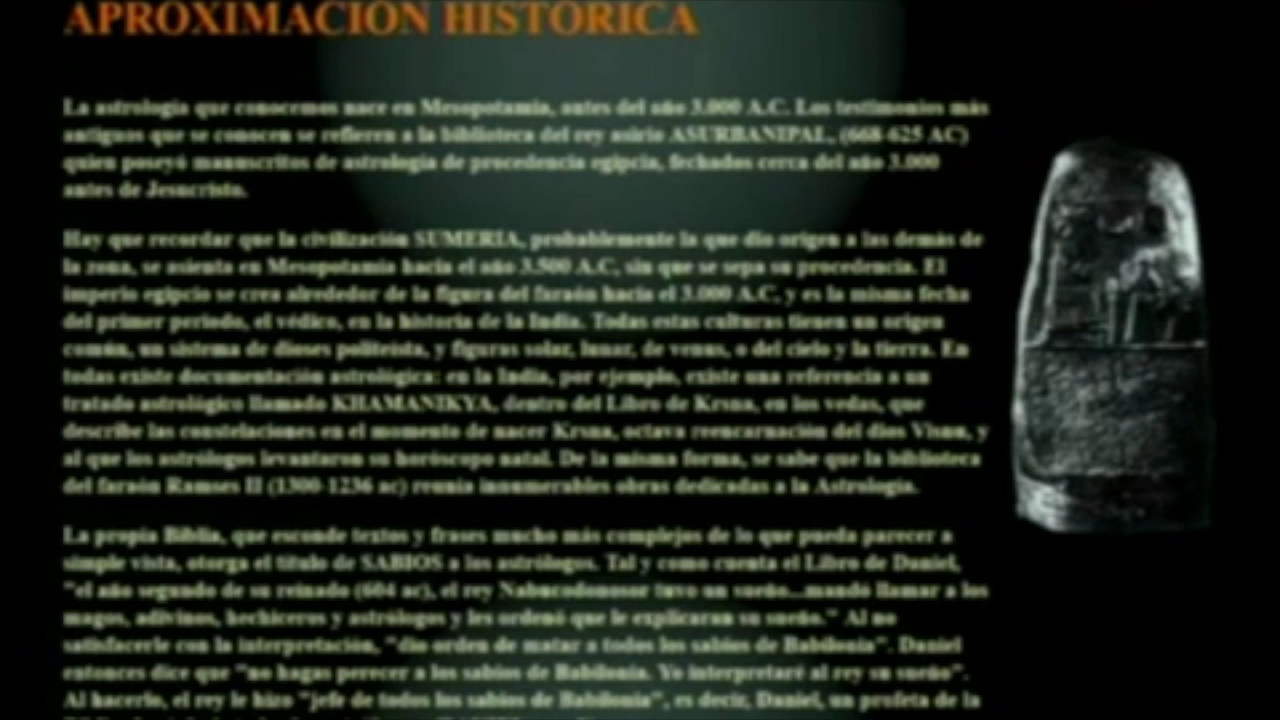 APROXIMACIÓN HISTÓRICA
La astrología que conocemos nace en Mesopotamia, antes del año 3.000 A.C. Los testimonios más
antiguos que se conocen se refieren a la biblioteca del rey asirio ASURBANIPAL, (668-625 AC)
quien poseyó manuscritos de astrología de procedencia egipcia, fechados cerca del año 3.000
antes de Jesucristo.
Hay que recordar que la civilización SUMERIA, probablemente la que dio origen a las demás de
la zona, se asienta en Mesopotamia hacia el año 3.500 A.C, sin que se sepa su procedencia. El
imperio egipcio se crea alrededor de la figura del faraón hacia el 3.000 A.C, y es la misma fecha
del primer periodo, el védico, en la historia de la India. Todas estas culturas tienen un origen
común, un sistema de dioses politeísta, y figuras solar, lunar, de venus, o del cielo y la tierra. En
todas existe documentación astrológica: en la India, por ejemplo, existe una referencia a un
tratado astrológico llamado KHAMANIKYA, dentro del Libro de Krsna, en los vedas, que
describe las constelaciones en el momento de nacer Krsna, octava reencarnación del dios Visnu, y
al que los astrólogos levantaron su horóscopo natal. De la misma forma, se sabe que la biblioteca
del faraón Ramses II (1300-1236 ac) reunía innumerables obras dedicadas a la Astrología.
La propia Biblia, que esconde textos y frases mucho más complejos de lo que pueda parecer a
simple vista, otorga el título de SABIOS a los astrólogos. Tal y como cuenta el Libro de Daniel,
"el año segundo de su reinado (604 ac), el rey Nabucodonosor tuvo un sueño...mandó llamar a los
magos, adivinos, hechiceros y astrólogos y les ordenó que le explicaran su sueño." Al no
satisfacerle con la interpretación, "dio orden de matar a todos los sabios de Babilonia". Daniel
entonces dice que "no hagas perecer a los sabios de Babilonia. Yo interpretaré al rey su sueño".
Al hacerlo, el rey le hizo "jefe de todos los sabios de Babilonia", es decir, Daniel, un profeta de la